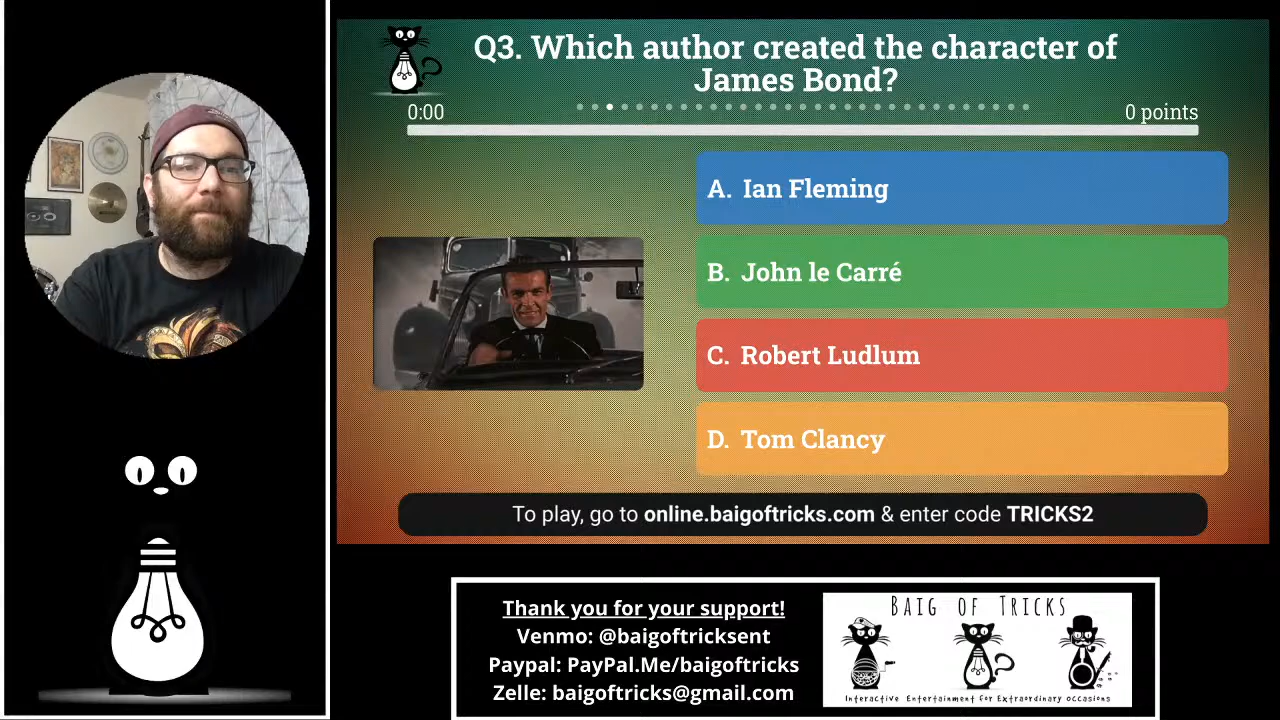 Q3. Which author created the character of
James Bond?
0:00
0 points
A. Ian Fleming
B. John le Carré
C. Robert Ludlum
D. Tom Clancy
To play, go to online.baigoftricks.com & enter code TRICKS2
Thank you for your support!
Venmo: @baigoftricksent
Paypal: PayPal.Me/baigoftricks
Zelle: baigoftricks@gmail.com
BAIG OF TRICKS
Interactive Entertainment for Extraordinary Occasions